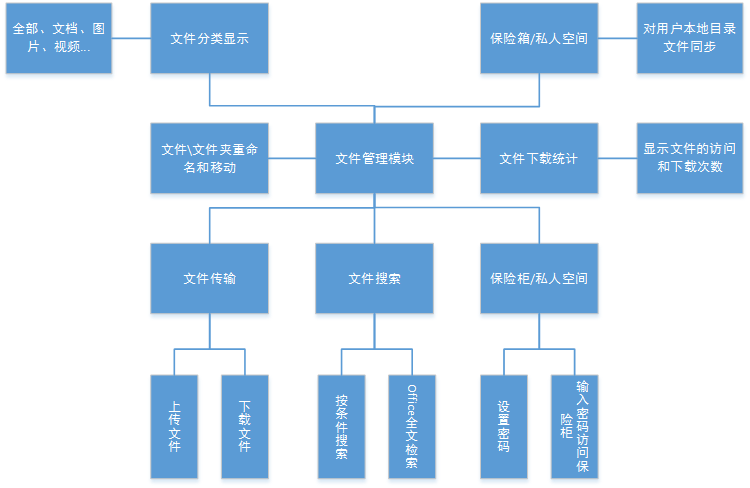 全部、文档、图
片、视频...
文件分类显示
保险箱/私人空间
对用户本地目录
文件同步
文件\文件夹重命
名和移动
文件管理模块
文件下载统计
显示文件的访问
和下载次数
文件传输
文件搜索
保险柜/私人空间
上传文件
下载文件
按条件搜索
Office全文检索
设置密码
输入密码访问保
险柜